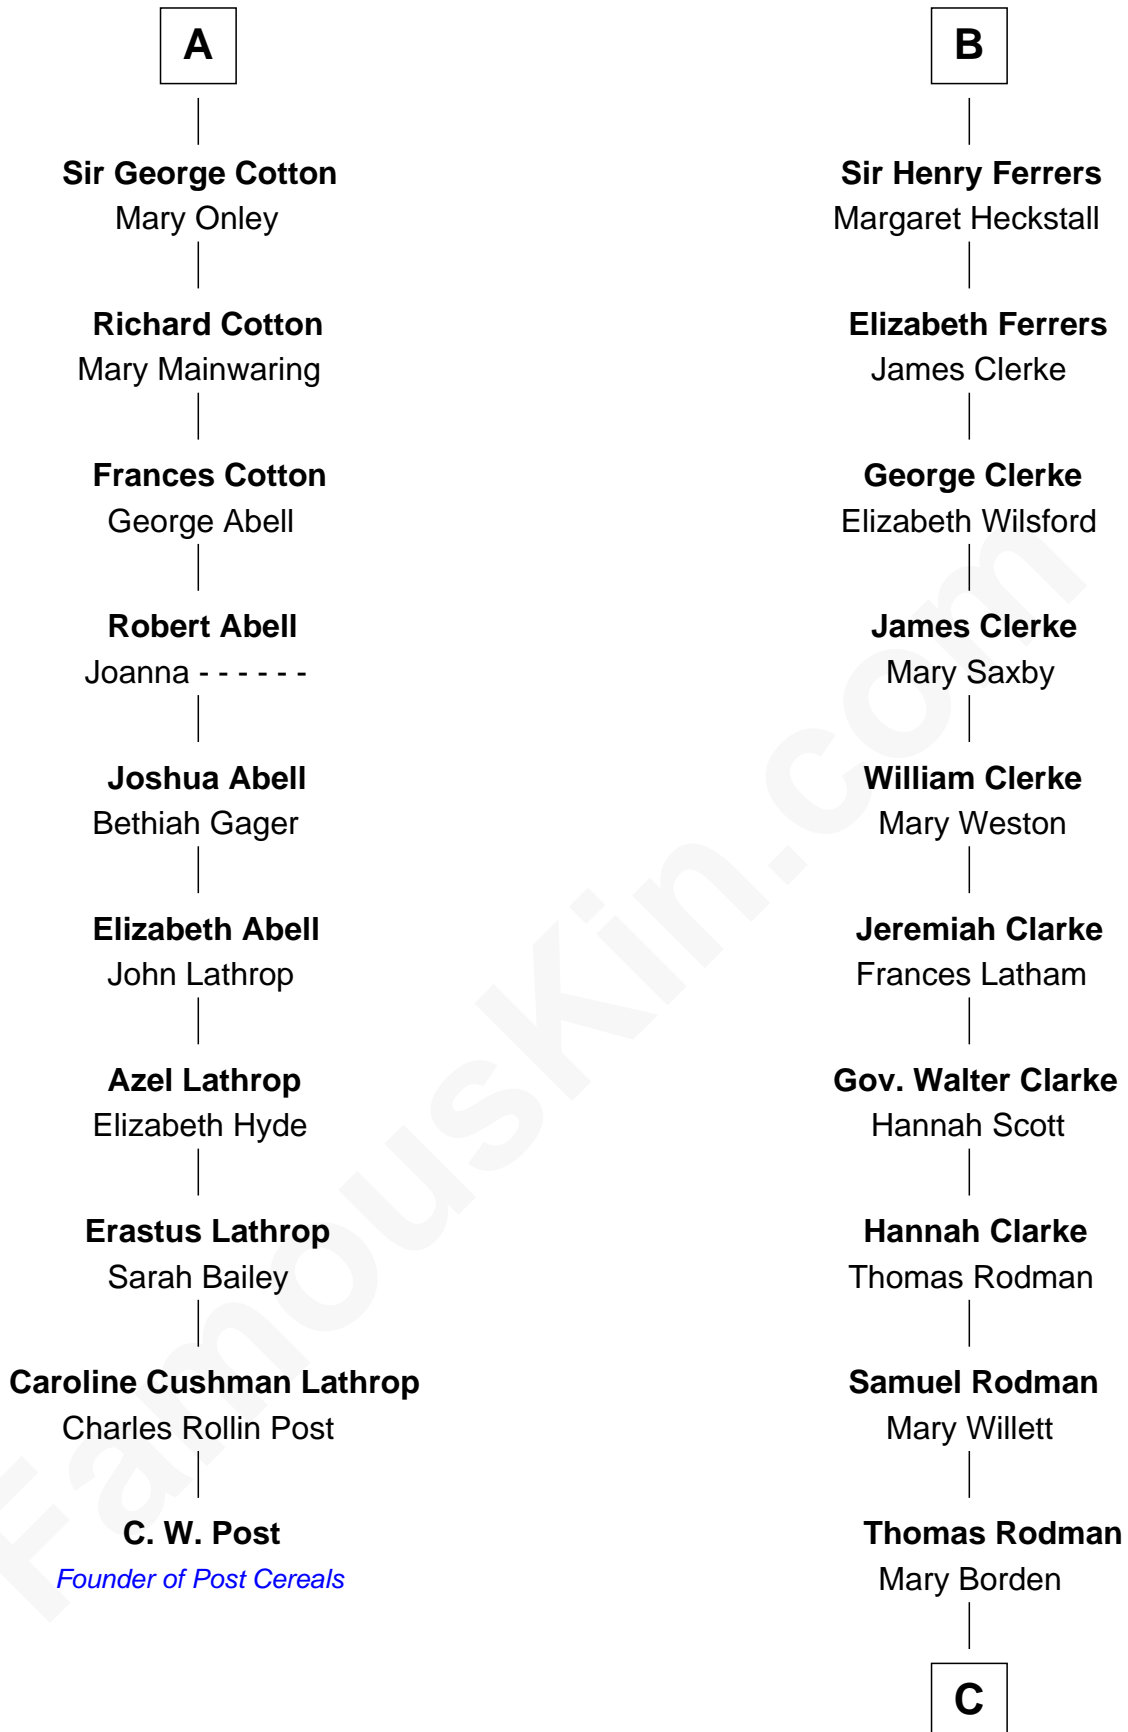 A
Sir George Cotton
Mary Onley
Richard Cotton
Mary Mainwaring
Frances Cotton
George Abell
Robert Abell
Joanna - - - - - -
Joshua Abell
Bethiah Gager
Elizabeth Abell
John Lathrop
Azel Lathrop
Elizabeth Hyde
Erastus Lathrop
Sarah Bailey
Caroline Cushman Lathrop
Charles Rollin Post
C. W. Post
Founder of Post Cereals
B
Sir Henry Ferrers
Margaret Heckstall
Elizabeth Ferrers
James Clerke
George Clerke
Elizabeth Wilsford
James Clerke
Mary Saxby
William Clerke
Mary Weston
Jeremiah Clarke
Frances Latham
Gov. Walter Clarke
Hannah Scott
Hannah Clarke
Thomas Rodman
Samuel Rodman
Mary Willett
Thomas Rodman
Mary Borden
C
FamousKin.com